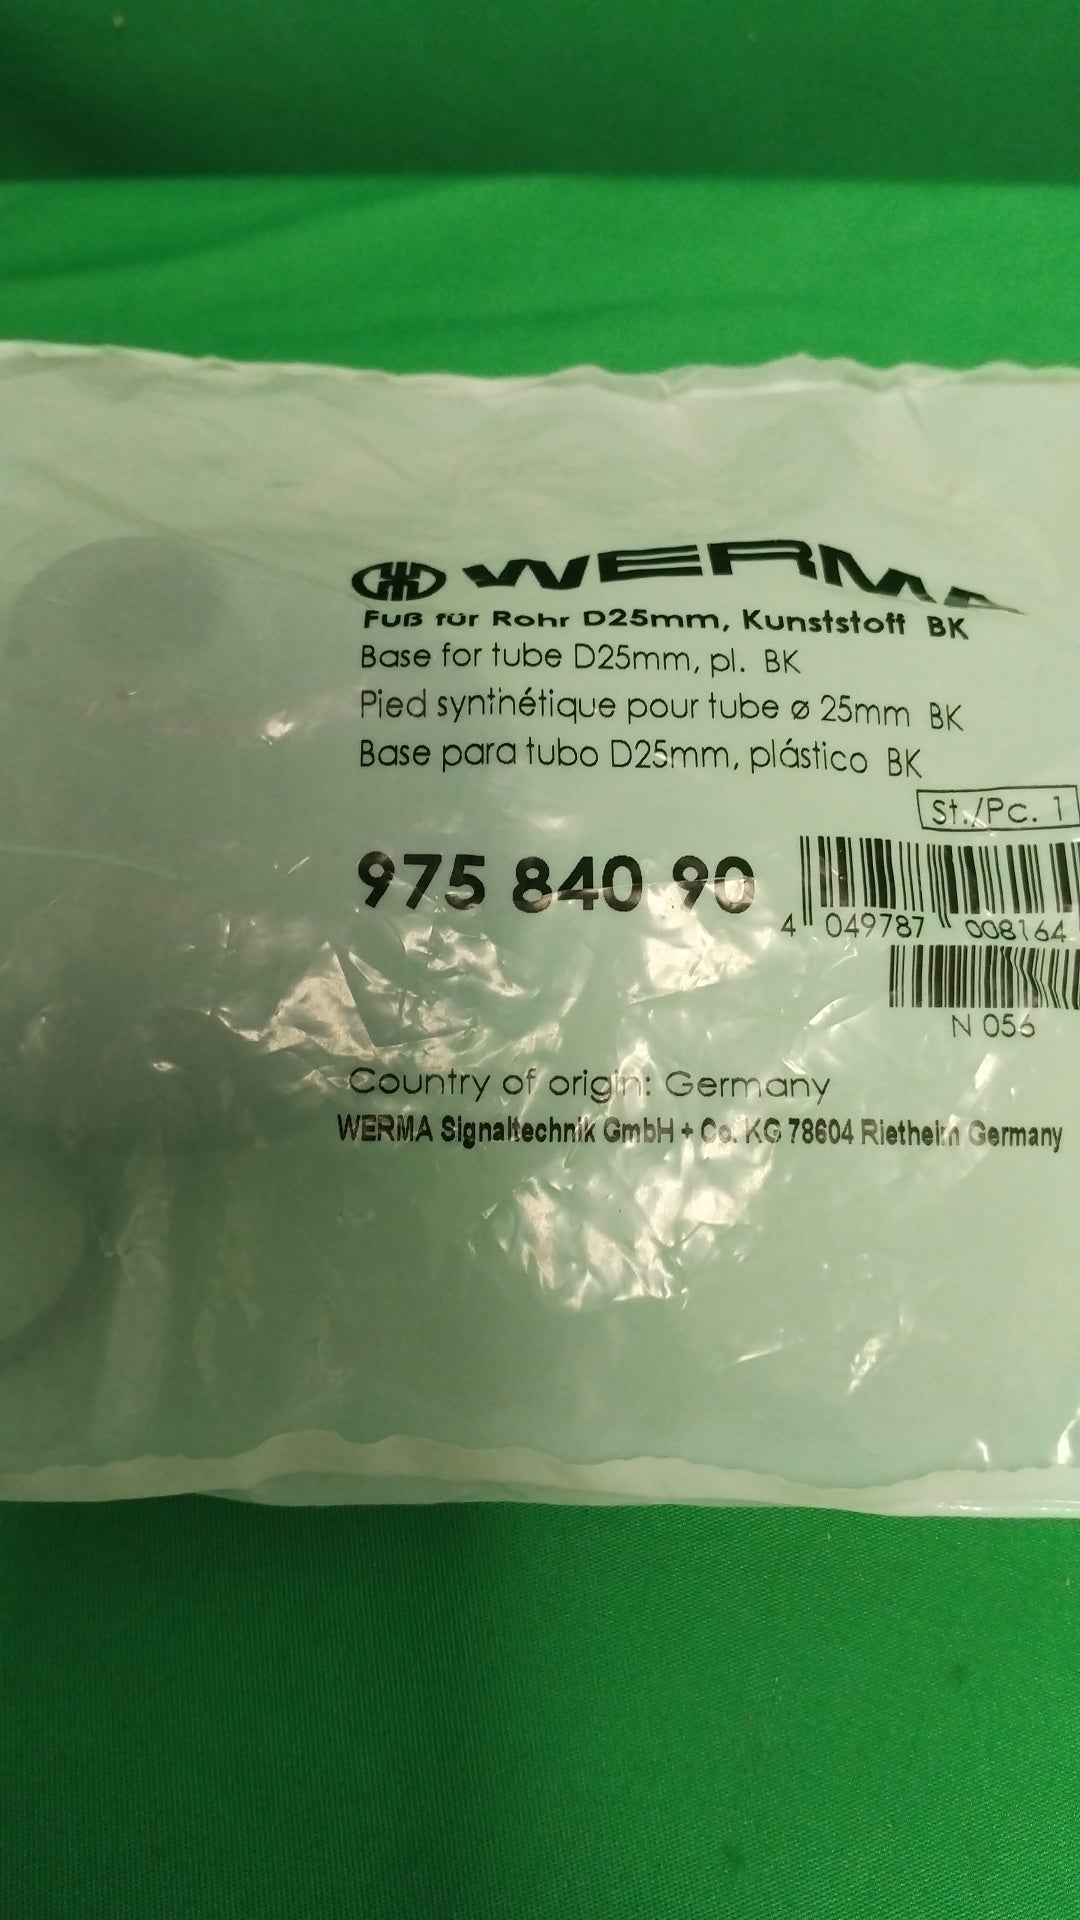 WERMA
Fuß für Rohr D25mm, Kunststoff BK
Base for tube D25mm, pl. BK
Pied synthétique pour tube ø 25mm BK
Base para tubo D25mm, plástico BK
St./Pc. 1
975 840 90
4 049787 008164
N 056
Country of origin: Germany
WERMA Signaltechnik GmbH + Co. KG 78604 Rietheim Germany